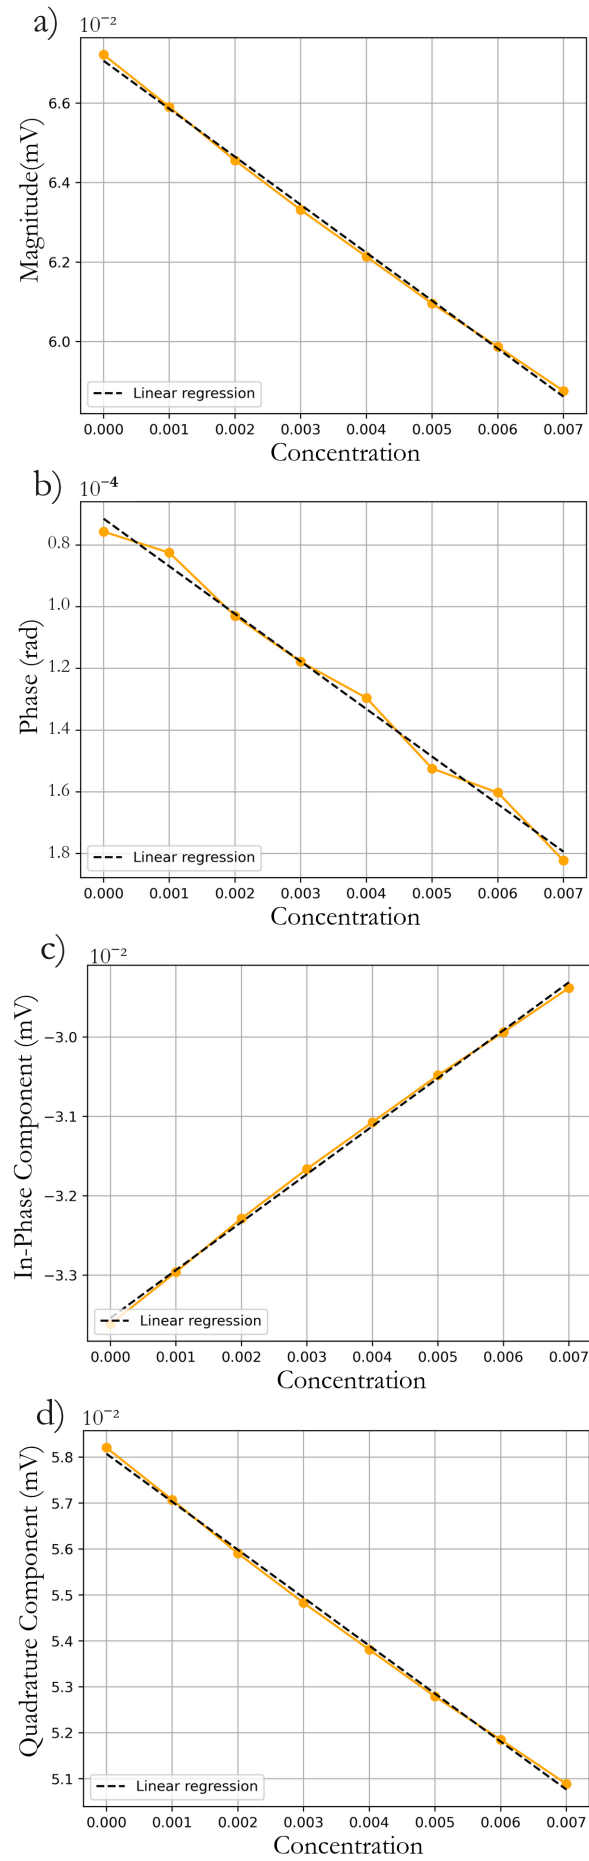 a)
10⁻²
Magnitude(mV)
6.6
6.4
6.2
6.0
Linear regression
0.000 0.001 0.002 0.003 0.004 0.005 0.006 0.007
Concentration
b)
10⁻⁴
Phase (rad)
0.8
1.0
1.2
1.4
1.6
1.8
Linear regression
0.000 0.001 0.002 0.003 0.004 0.005 0.006 0.007
Concentration
c)
10⁻²
In-Phase Component (mV)
−3.0
−3.1
−3.2
−3.3
Linear regression
0.000 0.001 0.002 0.003 0.004 0.005 0.006 0.007
Concentration
d)
10⁻²
Quadrature Component (mV)
5.8
5.7
5.6
5.5
5.4
5.3
5.2
5.1
Linear regression
0.000 0.001 0.002 0.003 0.004 0.005 0.006 0.007
Concentration